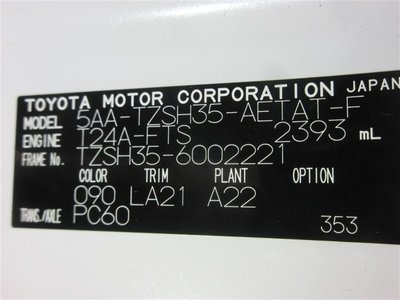 TOYOTA MOTOR CORPORATION JAPAN
MODEL 5AA-TZSH35-AETAT-F
ENGINE T24A-FTS 2393 mL
FRAME No. TZSH35-6002221
COLOR TRIM PLANT OPTION
090 LA21 A22
TRANS./AXLE PC60 353